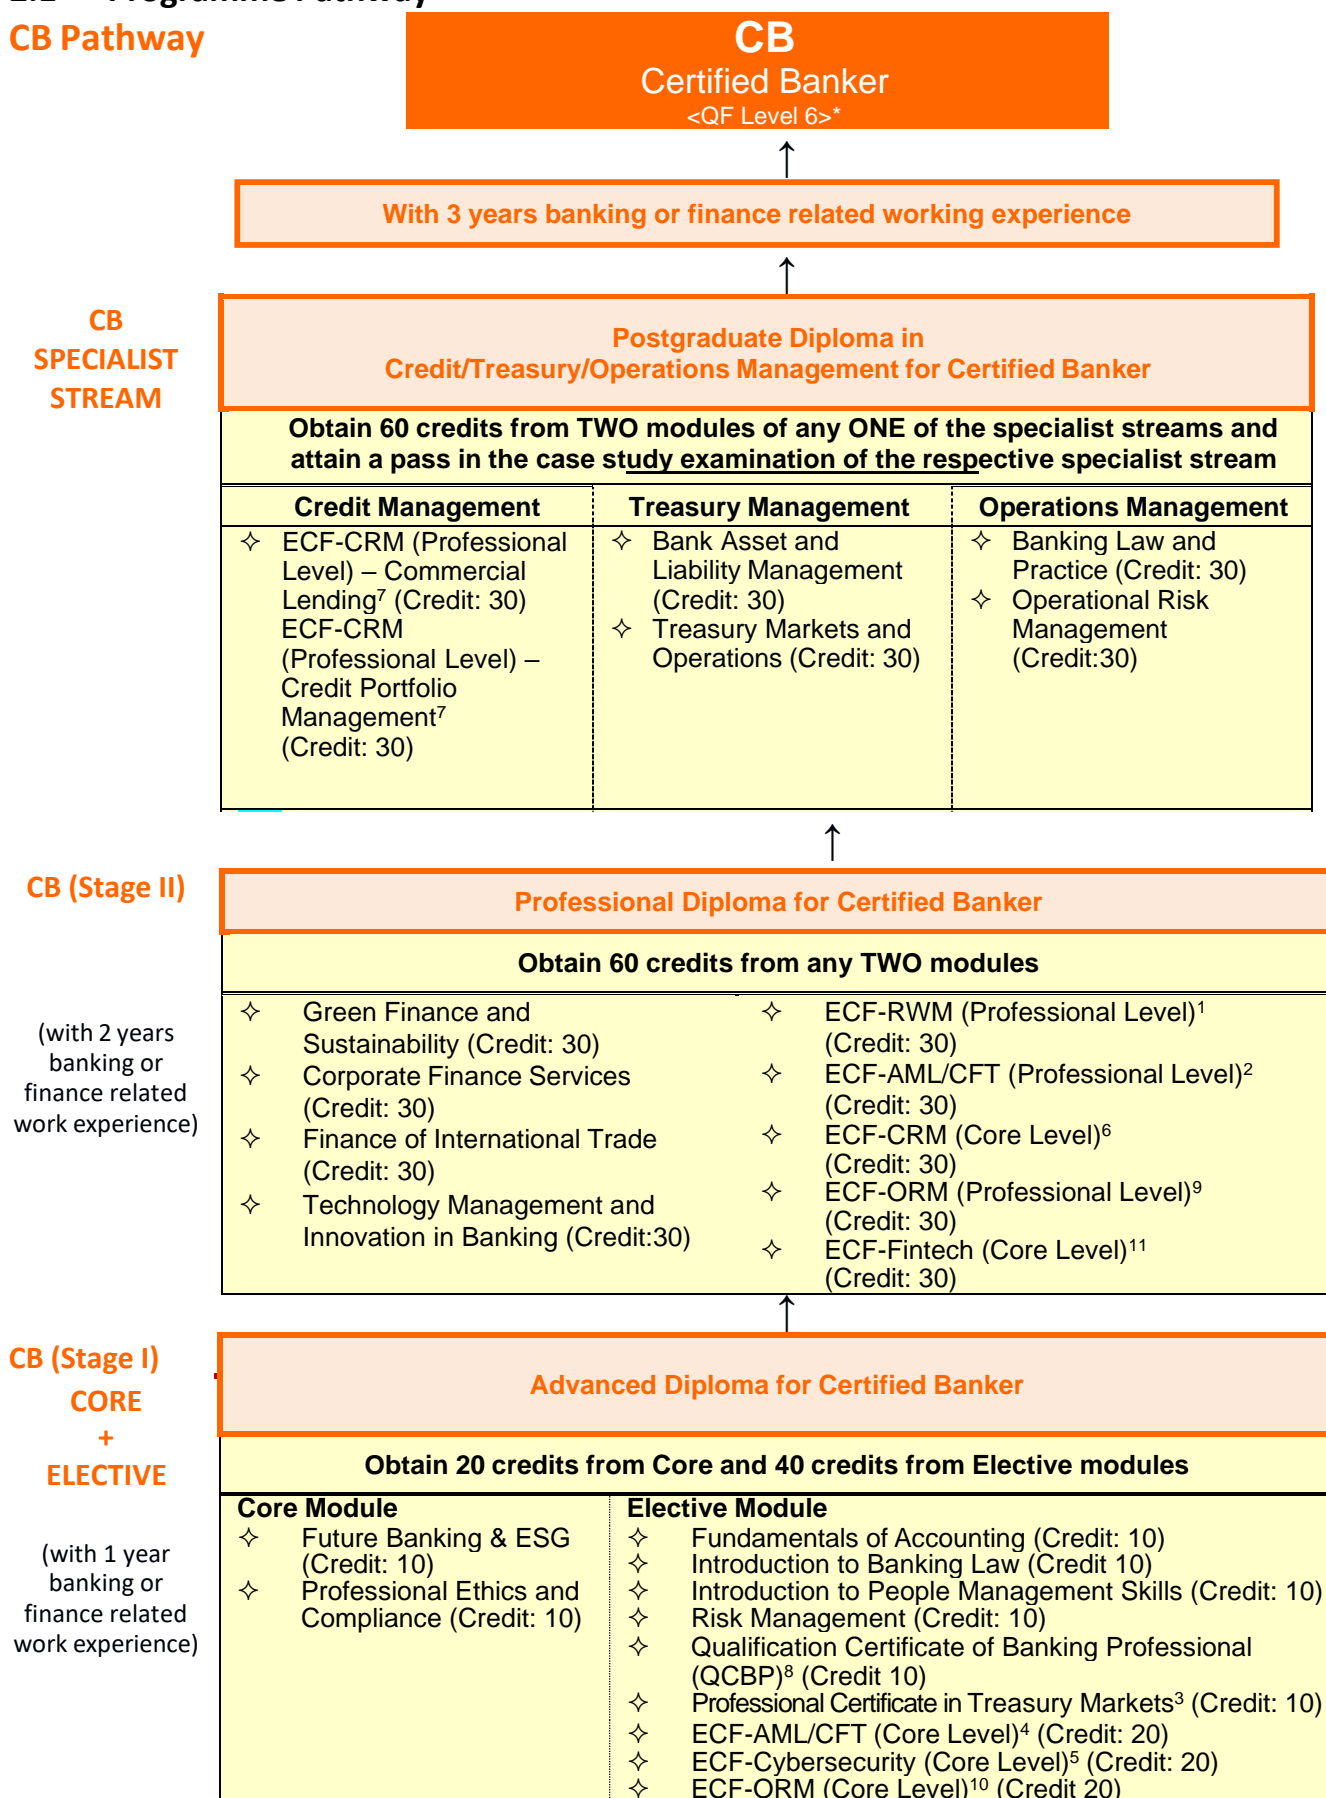 CB Pathway
CB
Certified Banker
<QF Level 6>*
↑
With 3 years banking or finance related working experience
↑
CB
SPECIALIST
STREAM
Postgraduate Diploma in
Credit/Treasury/Operations Management for Certified Banker
Obtain 60 credits from TWO modules of any ONE of the specialist streams and
attain a pass in the case study examination of the respective specialist stream
Credit Management
✧ ECF-CRM (Professional
Level) – Commercial
Lending⁷ (Credit: 30)
ECF-CRM
(Professional Level) –
Credit Portfolio
Management⁷
(Credit: 30)
Treasury Management
✧ Bank Asset and
Liability Management
(Credit: 30)
✧ Treasury Markets and
Operations (Credit: 30)
Operations Management
✧ Banking Law and
Practice (Credit: 30)
✧ Operational Risk
Management
(Credit:30)
↑
CB (Stage II)
(with 2 years
banking or
finance related
work experience)
Professional Diploma for Certified Banker
Obtain 60 credits from any TWO modules
✧ Green Finance and
Sustainability (Credit: 30)
✧ Corporate Finance Services
(Credit: 30)
✧ Finance of International Trade
(Credit: 30)
✧ Technology Management and
Innovation in Banking (Credit:30)
✧ ECF-RWM (Professional Level)¹
(Credit: 30)
✧ ECF-AML/CFT (Professional Level)²
(Credit: 30)
✧ ECF-CRM (Core Level)⁶
(Credit: 30)
✧ ECF-ORM (Professional Level)⁹
(Credit: 30)
✧ ECF-Fintech (Core Level)¹¹
(Credit: 30)
↑
CB (Stage I)
CORE
+
ELECTIVE
(with 1 year
banking or
finance related
work experience)
Advanced Diploma for Certified Banker
Obtain 20 credits from Core and 40 credits from Elective modules
Core Module
✧ Future Banking & ESG
(Credit: 10)
✧ Professional Ethics and
Compliance (Credit: 10)
Elective Module
✧ Fundamentals of Accounting (Credit: 10)
✧ Introduction to Banking Law (Credit 10)
✧ Introduction to People Management Skills (Credit: 10)
✧ Risk Management (Credit: 10)
✧ Qualification Certificate of Banking Professional
(QCBP)⁸ (Credit 10)
✧ Professional Certificate in Treasury Markets³ (Credit: 10)
✧ ECF-AML/CFT (Core Level)⁴ (Credit: 20)
✧ ECF-Cybersecurity (Core Level)⁵ (Credit: 20)
✧ ECF-ORM (Core Level)¹⁰ (Credit 20)